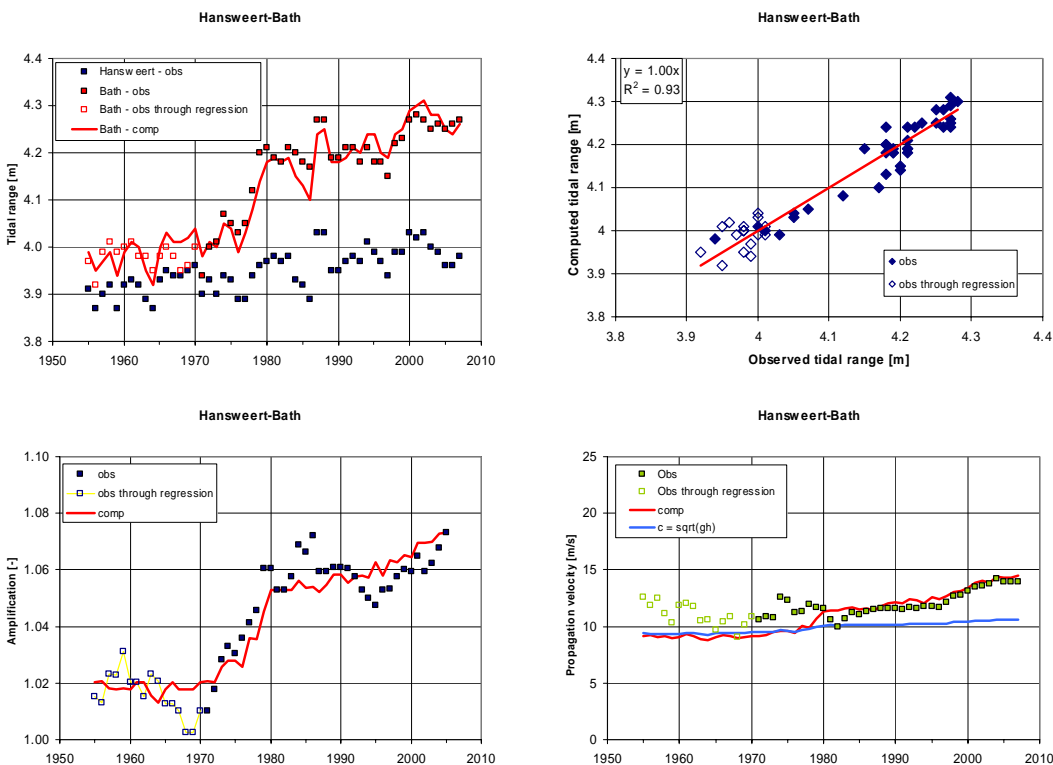 Hansweert-Bath
4.4
4.3
4.2
4.1
4.0
3.9
3.8
Tidal range [m]
Hansweert - obs
Bath - obs
Bath - obs through regression
Bath - comp
1950 1960 1970 1980 1990 2000 2010
Hansweert-Bath
4.4
4.3
4.2
4.1
4
3.9
3.8
Computed tidal range [m]
y = 1.00x
R² = 0.93
obs
obs through regression
3.8 3.9 4 4.1 4.2 4.3 4.4
Observed tidal range [m]
Hansweert-Bath
1.10
1.08
1.06
1.04
1.02
1.00
Amplification [-]
obs
obs through regression
comp
1950 1960 1970 1980 1990 2000 2010
Hansweert-Bath
25
20
15
10
5
0
Propagation velocity [m/s]
Obs
Obs through regression
comp
c = sqrt(gh)
1950 1960 1970 1980 1990 2000 2010